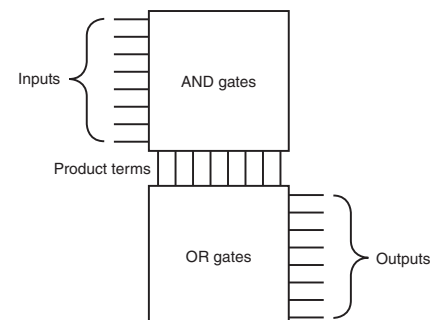 AND gates
Inputs
Product terms
OR gates
Outputs